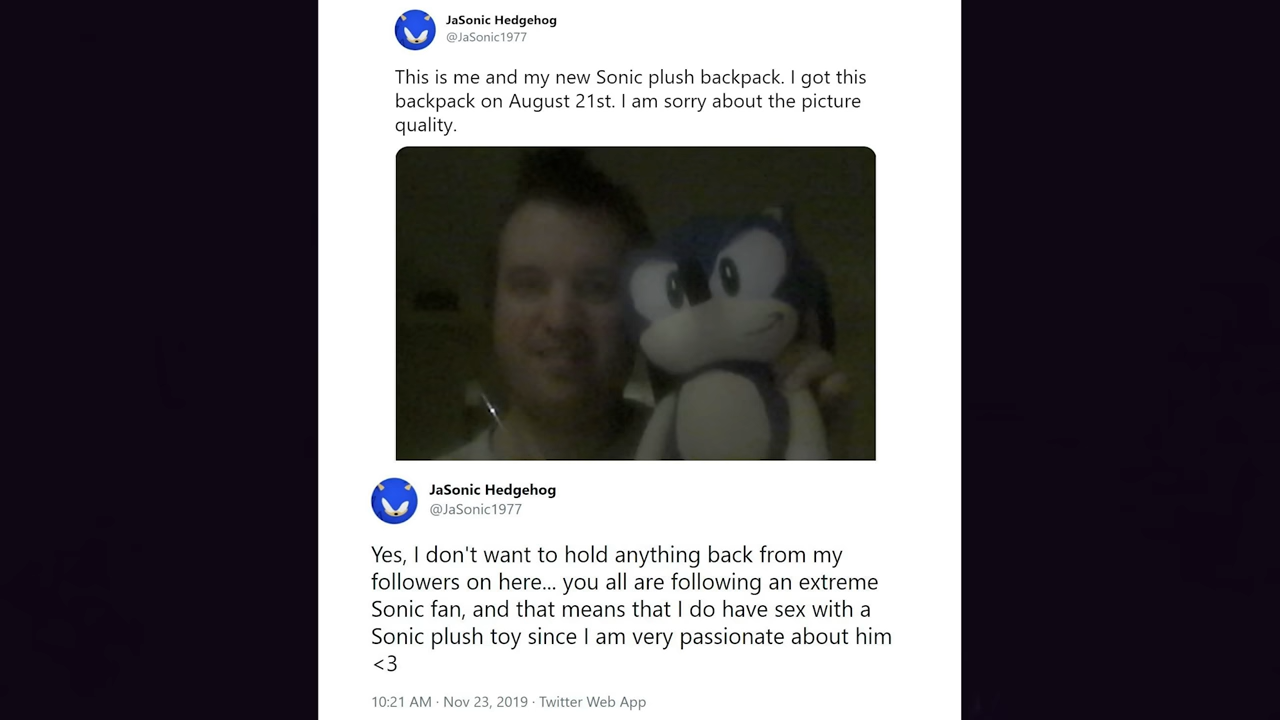 JaSonic Hedgehog
@JaSonic1977
This is me and my new Sonic plush backpack. I got this
backpack on August 21st. I am sorry about the picture
quality.
JaSonic Hedgehog
@JaSonic1977
Yes, I don't want to hold anything back from my
followers on here... you all are following an extreme
Sonic fan, and that means that I do have sex with a
Sonic plush toy since I am very passionate about him
<3
10:21 AM · Nov 23, 2019 · Twitter Web App